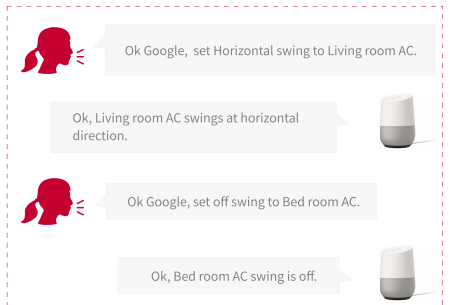 Ok Google, set Horizontal swing to Living room AC.
Ok, Living room AC swings at horizontal
direction.
Ok Google, set off swing to Bed room AC.
Ok, Bed room AC swing is off.